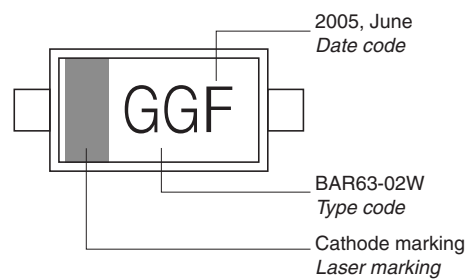 2005, June
Date code
GGF
BAR63-02W
Type code
Cathode marking
Laser marking